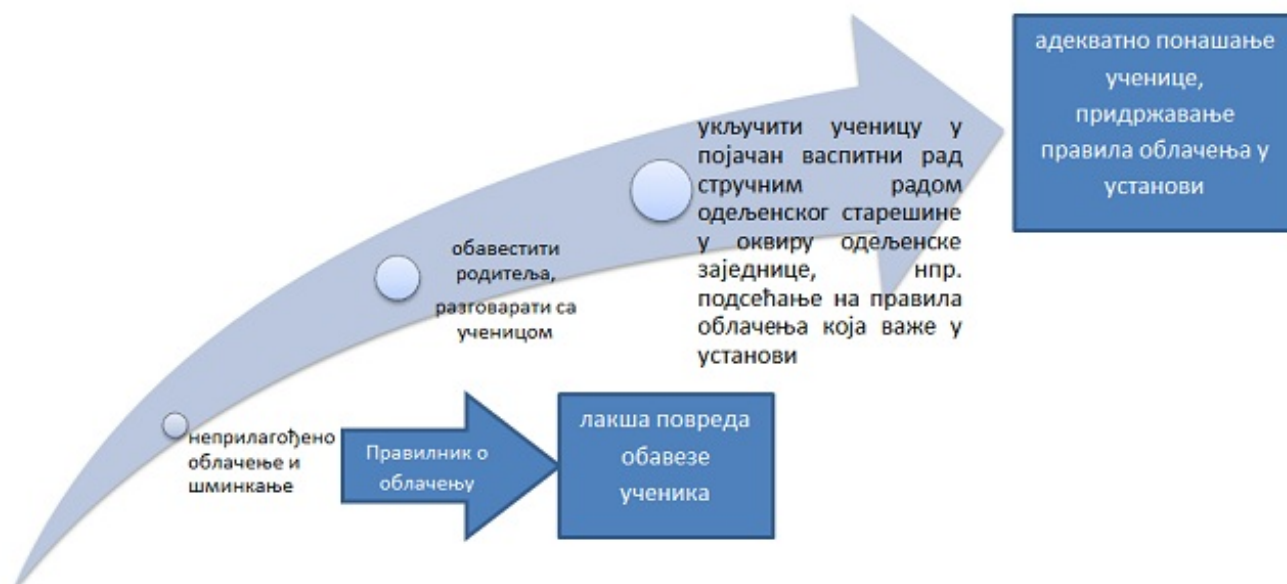 неприлагођено
облачење и
шминкање
Правилник о
облачењу
лакша повреда
обавезе
ученика
обавестити
родитеља,
разговарати са
ученицом
укључити ученицу у
појачан васпитни рад
стручним радом
одељенског старешине
у оквиру одељенске
заједнице, нпр.
подсећање на правила
облачења која важе у
установи
адекватно понашање
ученице,
придржавање
правила облачења у
установи